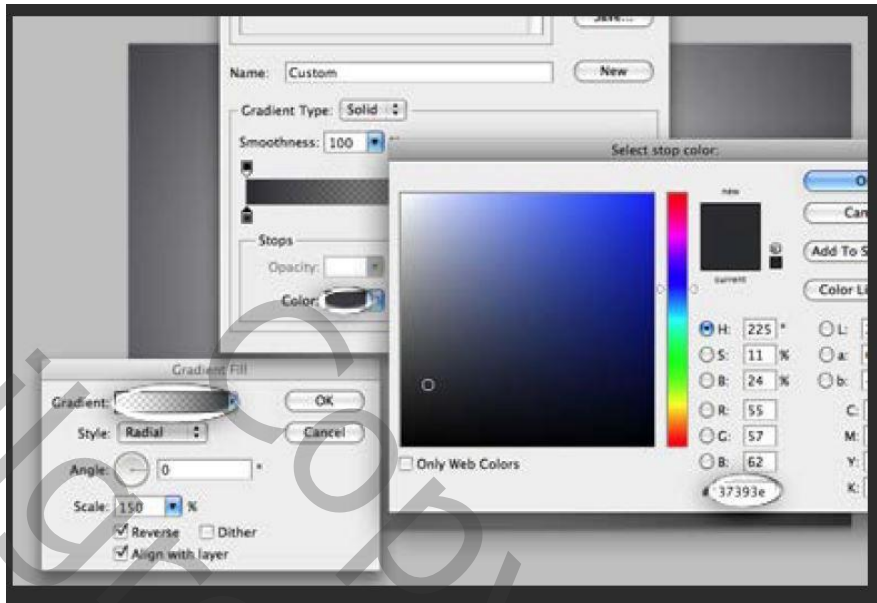 Save...
Name: Custom
New
Gradient Type: Solid
Smoothness: 100
Select stop color:
new
current
Stops
Opacity:
Color:
Add To S
Color Li
H: 225 °
S: 11 %
B: 24 %
R: 55
G: 57
B: 62
# 37393e
L:
a:
b:
C:
M:
Y:
K:
Only Web Colors
Gradient Fill
Gradient:
OK
Style: Radial
Cancel
Angle: 0 °
Scale: 150 %
Reverse
Dither
Align with layer